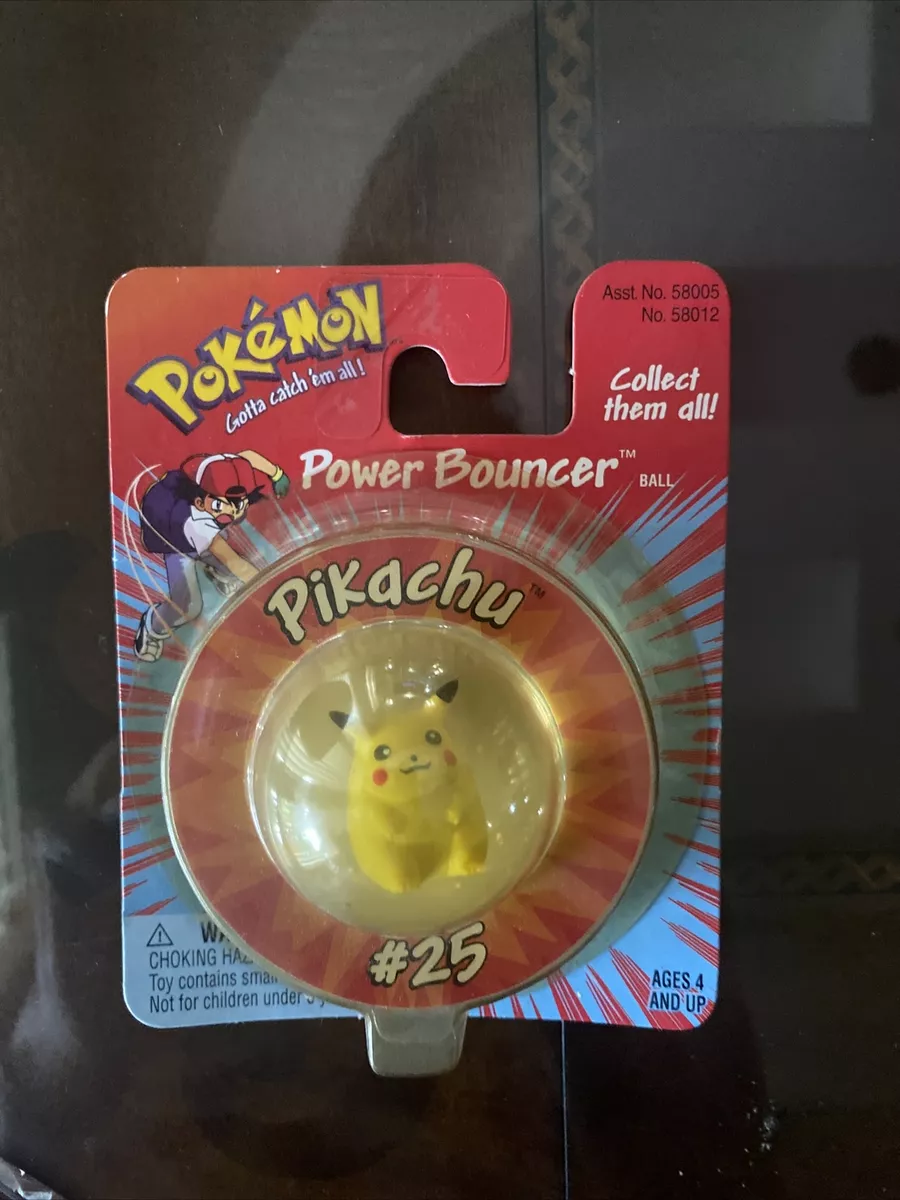 POKéMON
Gotta catch 'em all!
Asst. No. 58005
No. 58012
Collect
them all!
Power Bouncer™ BALL
Pikachu™
#25
CHOKING
Toy contains
Not for children under
AGES 4
AND UP